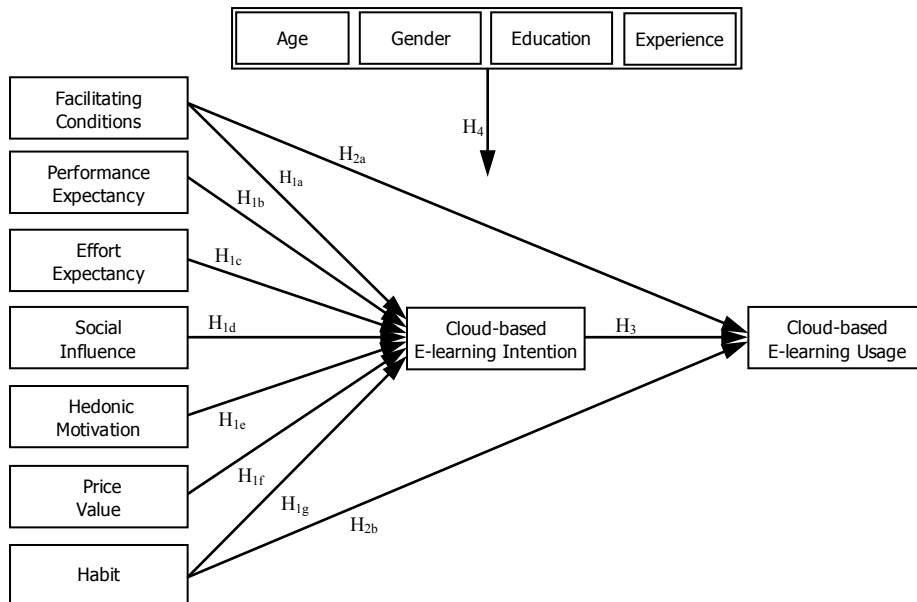 Age
Gender
Education
Experience
Facilitating
Conditions
H4
H2a
Performance
Expectancy
H1a
H1b
Effort
Expectancy
H1c
Social
Influence
H1d
Cloud-based
E-learning Intention
H3
Cloud-based
E-learning Usage
Hedonic
Motivation
H1e
Price
Value
H1f
H1g
H2b
Habit